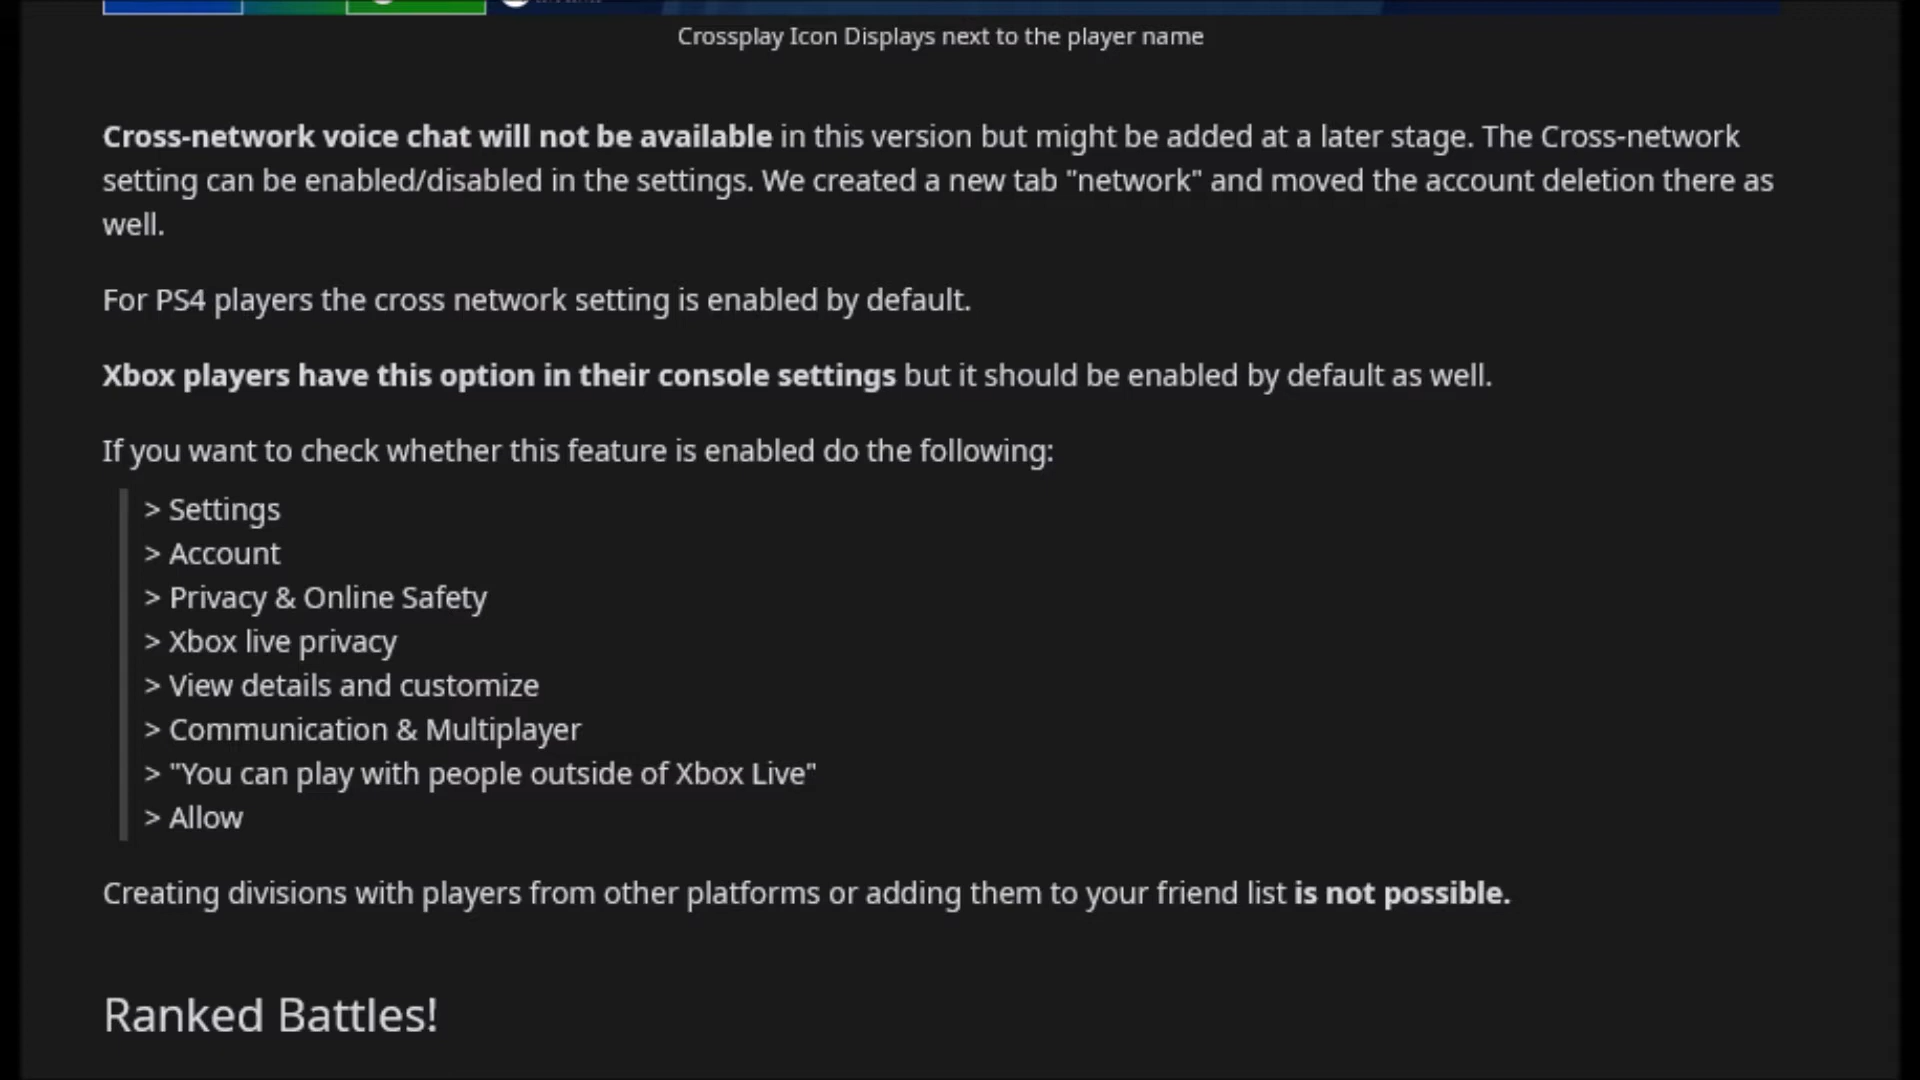 Crossplay Icon Displays next to the player name
Cross-network voice chat will not be available in this version but might be added at a later stage. The Cross-network
setting can be enabled/disabled in the settings. We created a new tab "network" and moved the account deletion there as
well.
For PS4 players the cross network setting is enabled by default.
Xbox players have this option in their console settings but it should be enabled by default as well.
If you want to check whether this feature is enabled do the following:
> Settings
> Account
> Privacy & Online Safety
> Xbox live privacy
> View details and customize
> Communication & Multiplayer
> "You can play with people outside of Xbox Live"
> Allow
Creating divisions with players from other platforms or adding them to your friend list is not possible.
Ranked Battles!